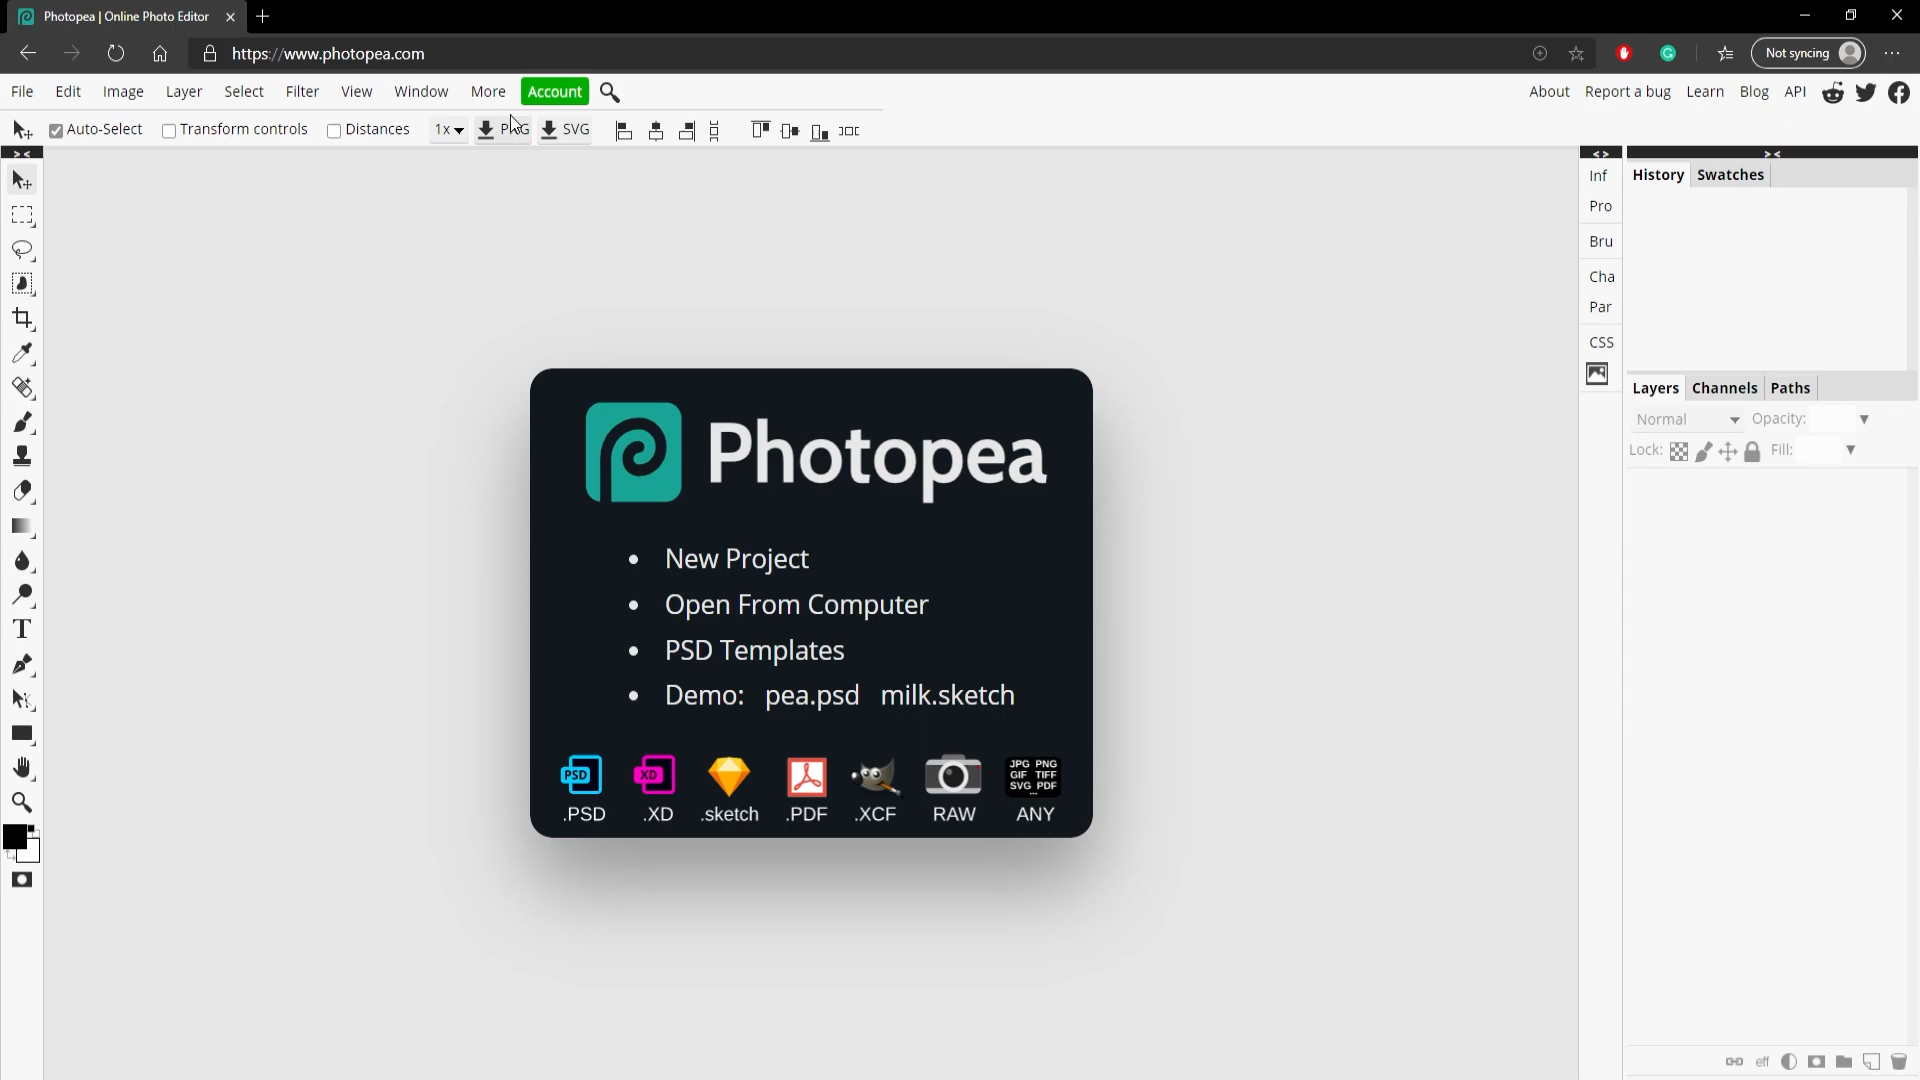 Photopea | Online Photo Editor
https://www.photopea.com
Not syncing
File Edit Image Layer Select Filter View Window More Account
About Report a bug Learn Blog API
Auto-Select Transform controls Distances 1x PNG SVG
> <
< >
> <
Inf
Pro
Bru
Cha
Par
CSS
History Swatches
Layers Channels Paths
Normal Opacity:
Lock: Fill:
Photopea
• New Project
• Open From Computer
• PSD Templates
• Demo: pea.psd milk.sketch
PSD XD
JPG PNG
GIF TIFF
SVG PDF
...
.PSD .XD .sketch .PDF .XCF RAW ANY
T
eff